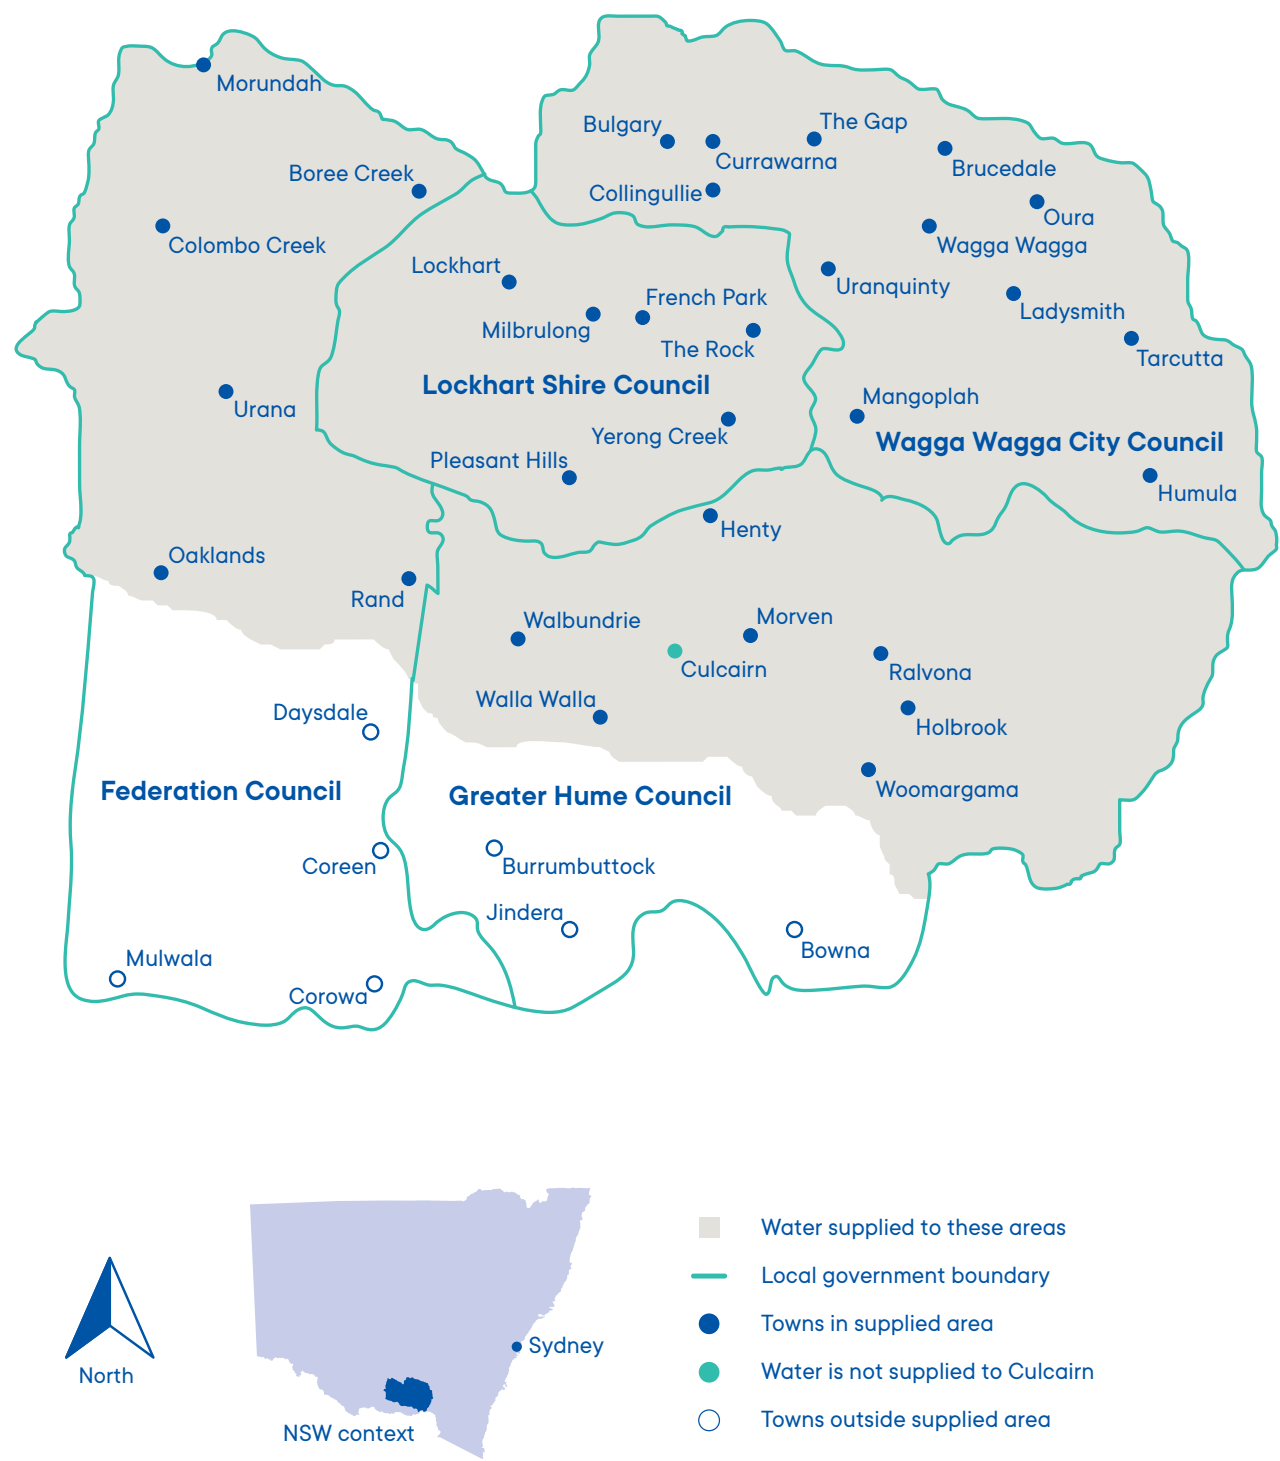 Morundah
Bulgary
The Gap
Currawarna
Brucedale
Boree Creek
Collingullie
Oura
Colombo Creek
Wagga Wagga
Lockhart
Uranquinty
French Park
Ladysmith
Milbrulong
The Rock
Tarcutta
Lockhart Shire Council
Mangoplah
Urana
Yerong Creek
Wagga Wagga City Council
Pleasant Hills
Humula
Henty
Oaklands
Rand
Walbundrie
Morven
Culcairn
Ralvona
Walla Walla
Daysdale
Holbrook
Federation Council
Greater Hume Council
Woomargama
Coreen
Burrumbuttock
Jindera
Bowna
Mulwala
Corowa
Water supplied to these areas
Local government boundary
Towns in supplied area
Water is not supplied to Culcairn
Towns outside supplied area
Sydney
North
NSW context